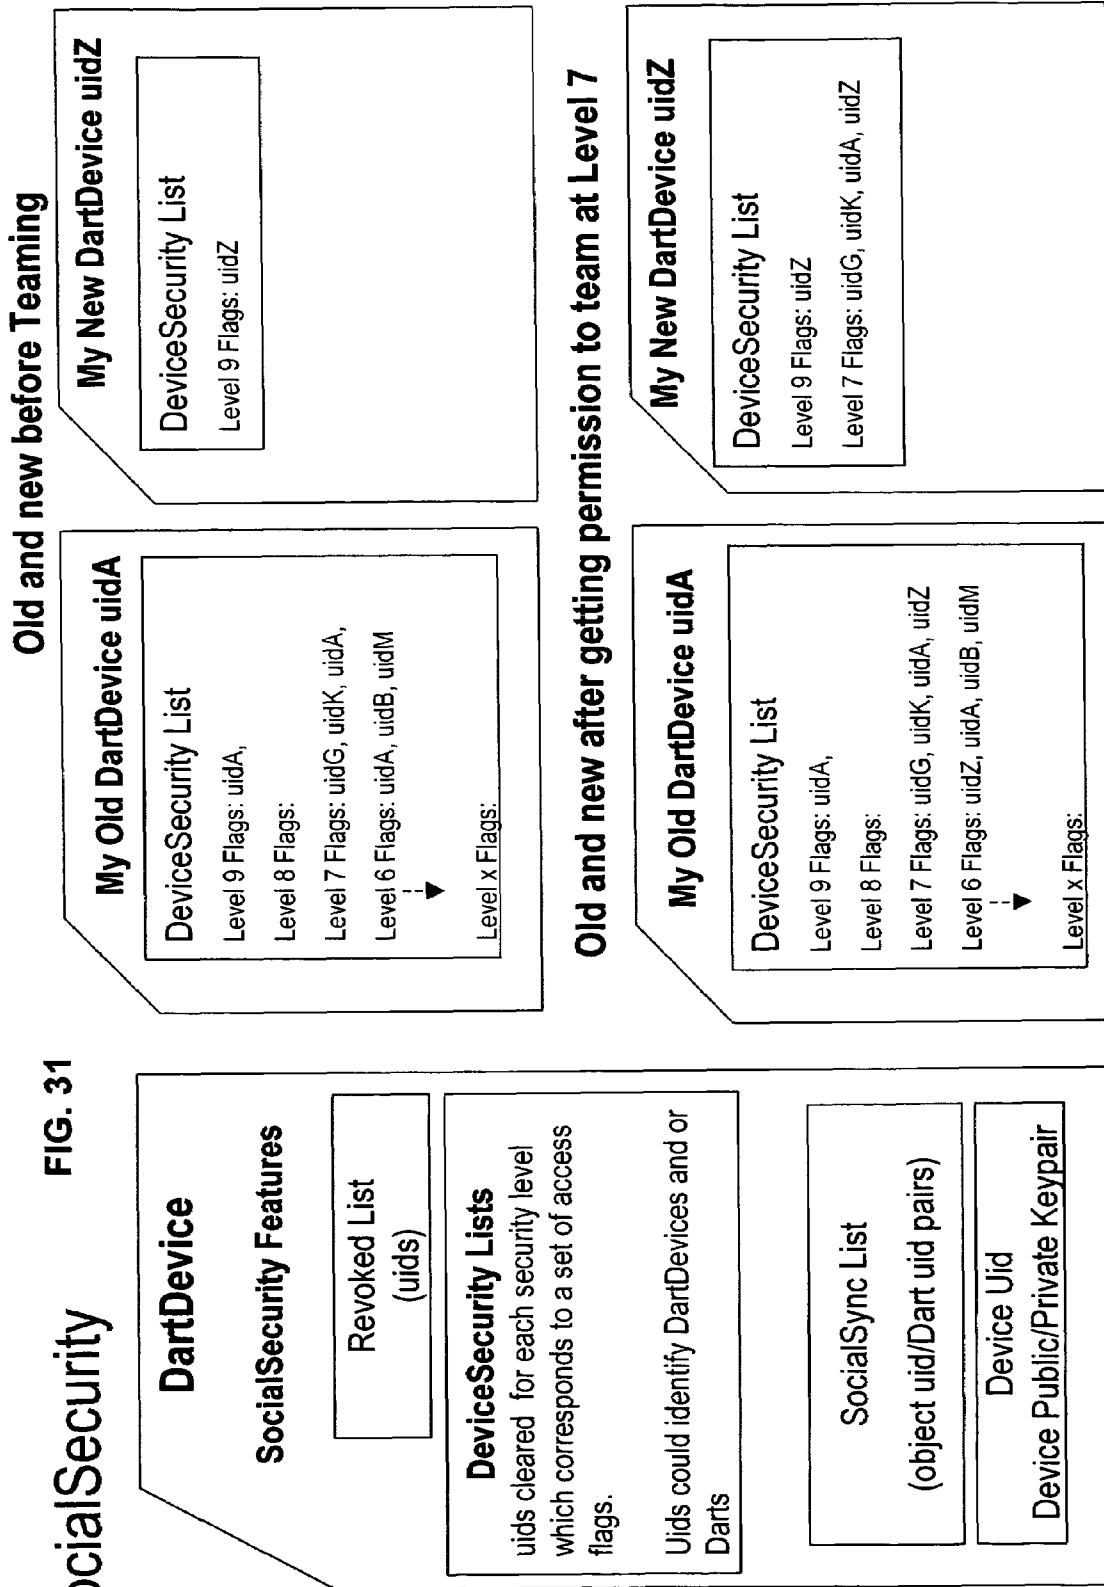 ocialSecurity
FIG. 31
DartDevice
SocialSecurity Features
Revoked List
(uids)
DeviceSecurity Lists
uids cleared for each security level
which corresponds to a set of access
flags.
Uids could identify DartDevices and or
Darts
SocialSync List
(object uid/Dart uid pairs)
Device Uid
Device Public/Private Keypair
Old and new before Teaming
My Old DartDevice uidA
DeviceSecurity List
Level 9 Flags: uidA,
Level 8 Flags:
Level 7 Flags: uidG, uidK, uidA,
Level 6 Flags: uidA, uidB, uidM
Level x Flags:
My New DartDevice uidZ
DeviceSecurity List
Level 9 Flags: uidZ
Old and new after getting permission to team at Level 7
My Old DartDevice uidA
DeviceSecurity List
Level 9 Flags: uidA,
Level 8 Flags:
Level 7 Flags: uidG, uidK, uidA, uidZ
Level 6 Flags: uidZ, uidA, uidB, uidM
Level x Flags:
My New DartDevice uidZ
DeviceSecurity List
Level 9 Flags: uidZ
Level 7 Flags: uidG, uidK, uidA, uidZ